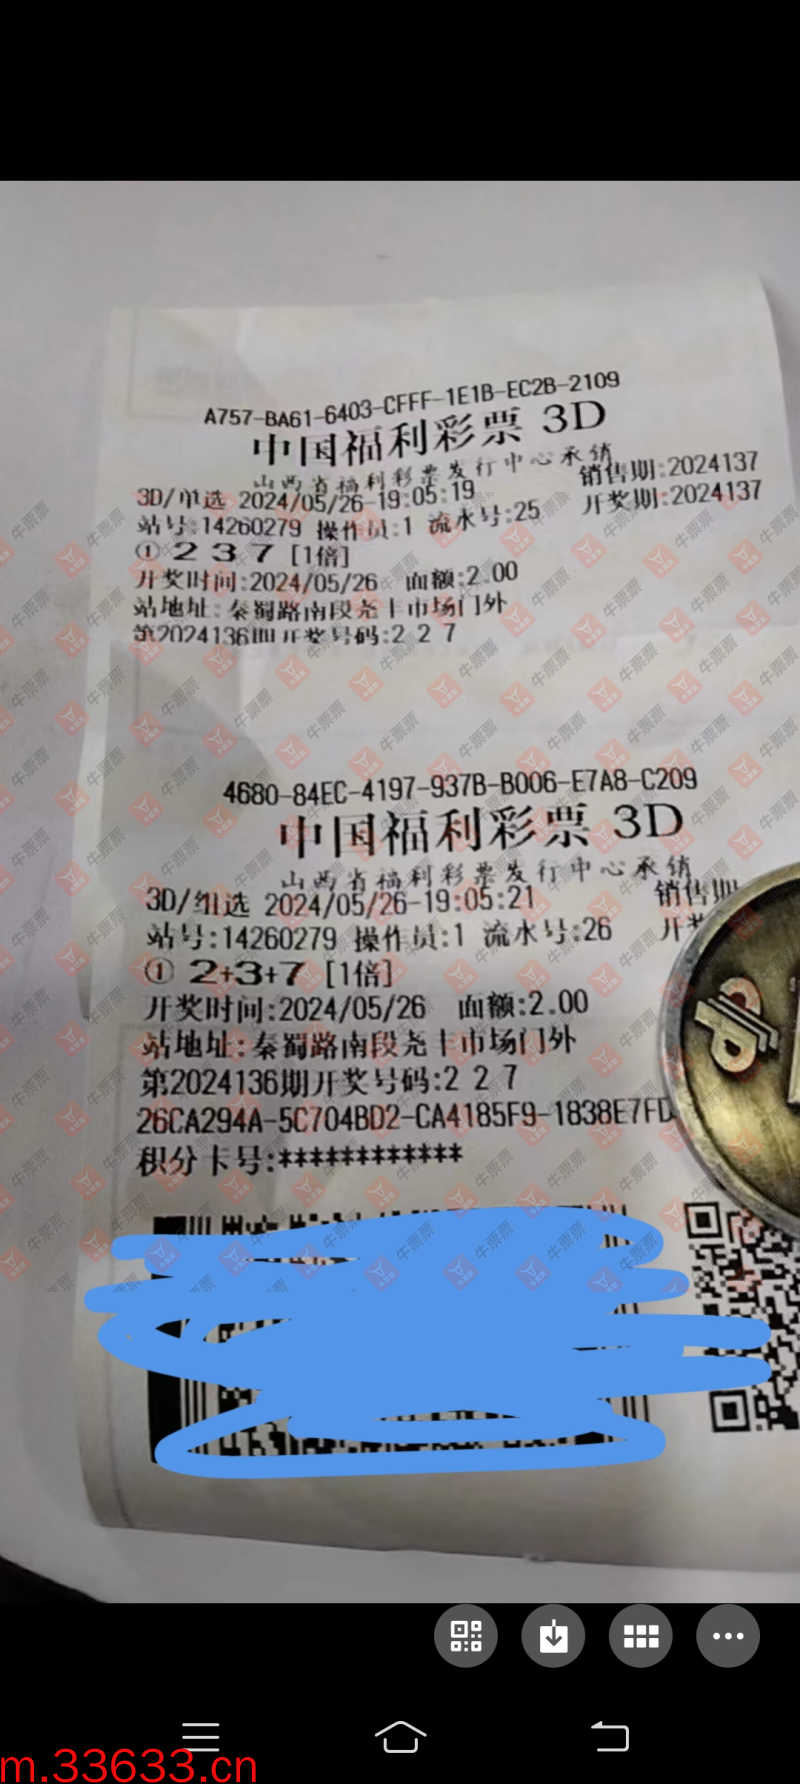 A757-BA61-6403-CFFF-1E1B-EC2B-2109
中国福利彩票 3D
山西省福利彩票发行中心承销
3D/单选 2024/05/26-19:05:19 销售期:2024137
站号:14260279 操作员:1 流水号:25 开奖期:2024137
① 2 3 7 [1倍]
开奖时间:2024/05/26 面额:2.00
站地址:秦蜀路南段尧丰市场门外
第2024136期开奖号码:2 2 7
4680-84EC-4197-937B-B006-E7A8-C209
中国福利彩票 3D
山西省福利彩票发行中心承销
3D/组选 2024/05/26-19:05:21 销售期
站号:14260279 操作员:1 流水号:26 开
① 2+3+7 [1倍]
开奖时间:2024/05/26 面额:2.00
站地址:秦蜀路南段尧丰市场门外
第2024136期开奖号码:2 2 7
26CA294A-5C704BD2-CA4185F9-1838E7FD
积分卡号:************
牛票票
m.33633.cn